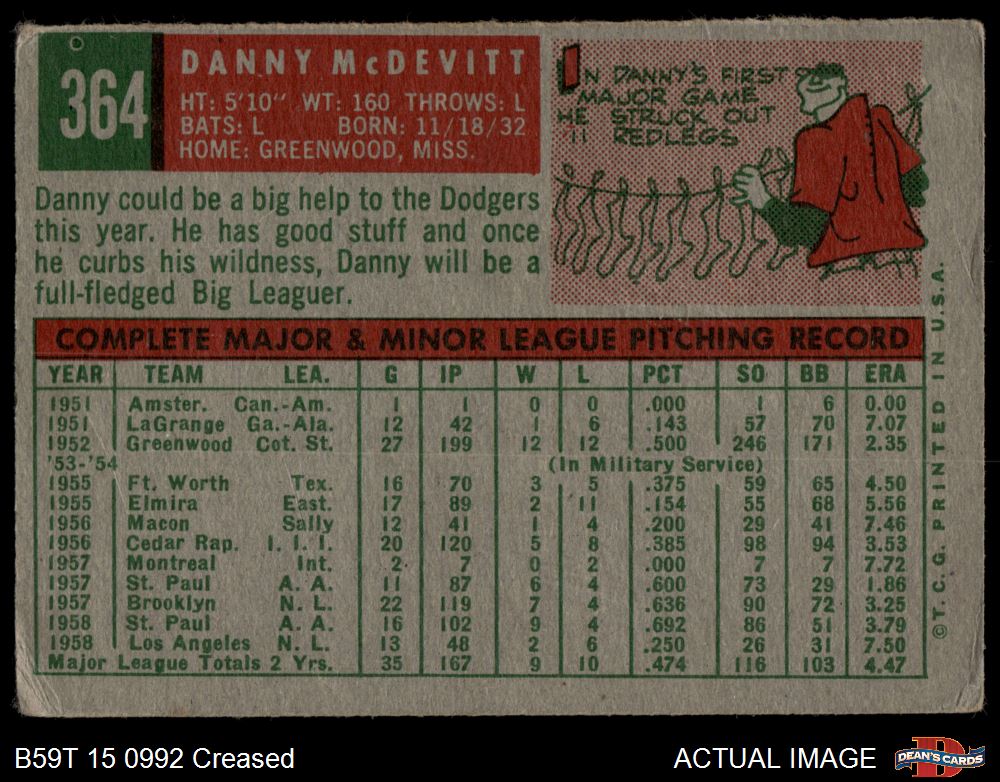 364
DANNY McDEVITT
HT: 5'10" WT: 160 THROWS: L
BATS: L BORN: 11/18/32
HOME: GREENWOOD, MISS.
IN DANNY'S FIRST
MAJOR GAME
HE STRUCK OUT
11 REDLEGS
Danny could be a big help to the Dodgers
this year. He has good stuff and once
he curbs his wildness, Danny will be a
full-fledged Big Leaguer.
COMPLETE MAJOR & MINOR LEAGUE PITCHING RECORD
YEAR TEAM LEA. G IP W L PCT SO BB ERA
1951 Amster. Can.-Am. 1 1 0 0 .000 1 6 0.00
1951 LaGrange Ga.-Ala. 12 42 1 6 .143 57 70 7.07
1952 Greenwood Cot. St. 27 199 12 12 .500 246 171 2.35
'53-'54 (In Military Service)
1955 Ft. Worth Tex. 16 70 3 5 .375 59 65 4.50
1955 Elmira East. 17 89 2 11 .154 55 68 5.56
1956 Macon Sally 12 41 1 4 .200 29 41 7.46
1956 Cedar Rap. I. I. I. 20 120 5 8 .385 98 94 3.53
1957 Montreal Int. 2 7 0 2 .000 7 7 7.72
1957 St. Paul A. A. 11 87 6 4 .600 73 29 1.86
1957 Brooklyn N. L. 22 119 7 4 .636 90 72 3.25
1958 St. Paul A. A. 16 102 9 4 .692 86 51 3.79
1958 Los Angeles N. L. 13 48 2 6 .250 26 31 7.50
Major League Totals 2 Yrs. 35 167 9 10 .474 116 103 4.47
© T. C. G. PRINTED IN U.S.A.
B59T 15 0992 Creased
ACTUAL IMAGE
D
DEAN'S CARDS